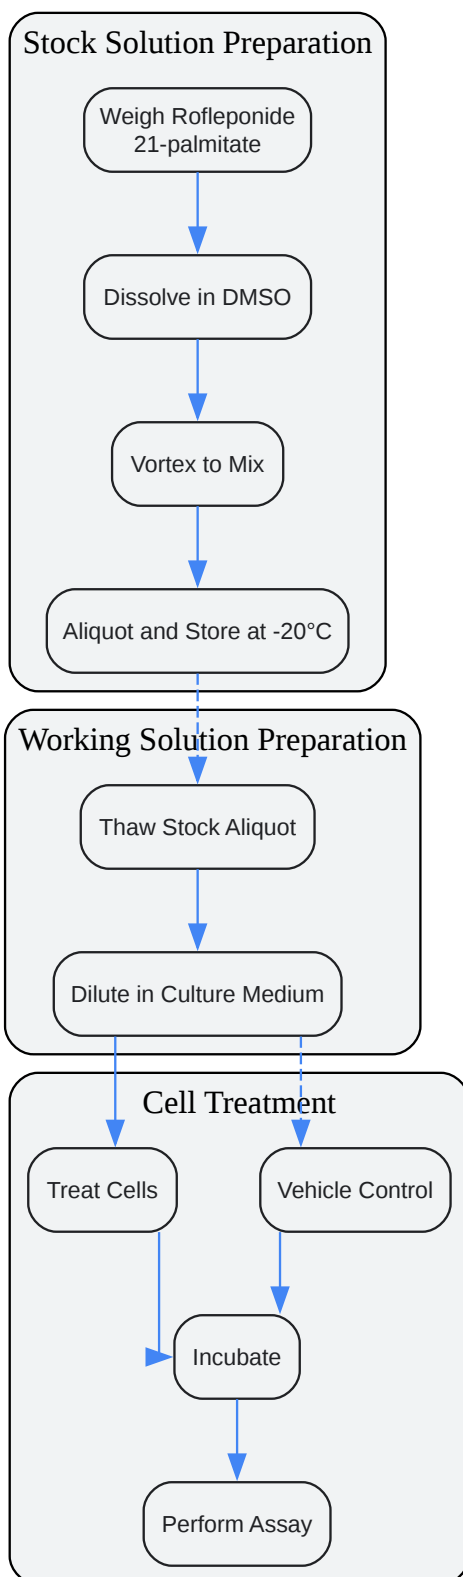 Stock Solution Preparation
Weigh Rofleponide
21-palmitate
Dissolve in DMSO
Vortex to Mix
Aliquot and Store at -20°C
Working Solution Preparation
Thaw Stock Aliquot
Dilute in Culture Medium
Cell Treatment
Treat Cells
Vehicle Control
Incubate
Perform Assay